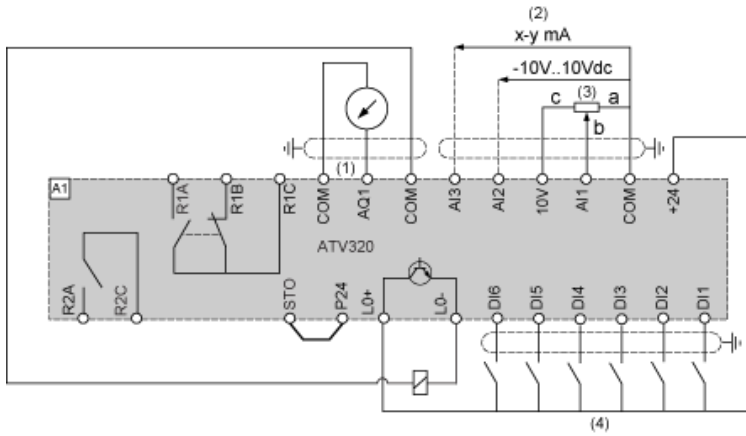 (2)
x-y mA
-10V..10Vdc
c (3) a
b
(1)
A1
R1A R1B R1C COM AQ1 COM AI3 AI2 10V AI1 COM +24
ATV320
R2A R2C STO P24 L0+ L0- DI6 DI5 DI4 DI3 DI2 DI1
(4)